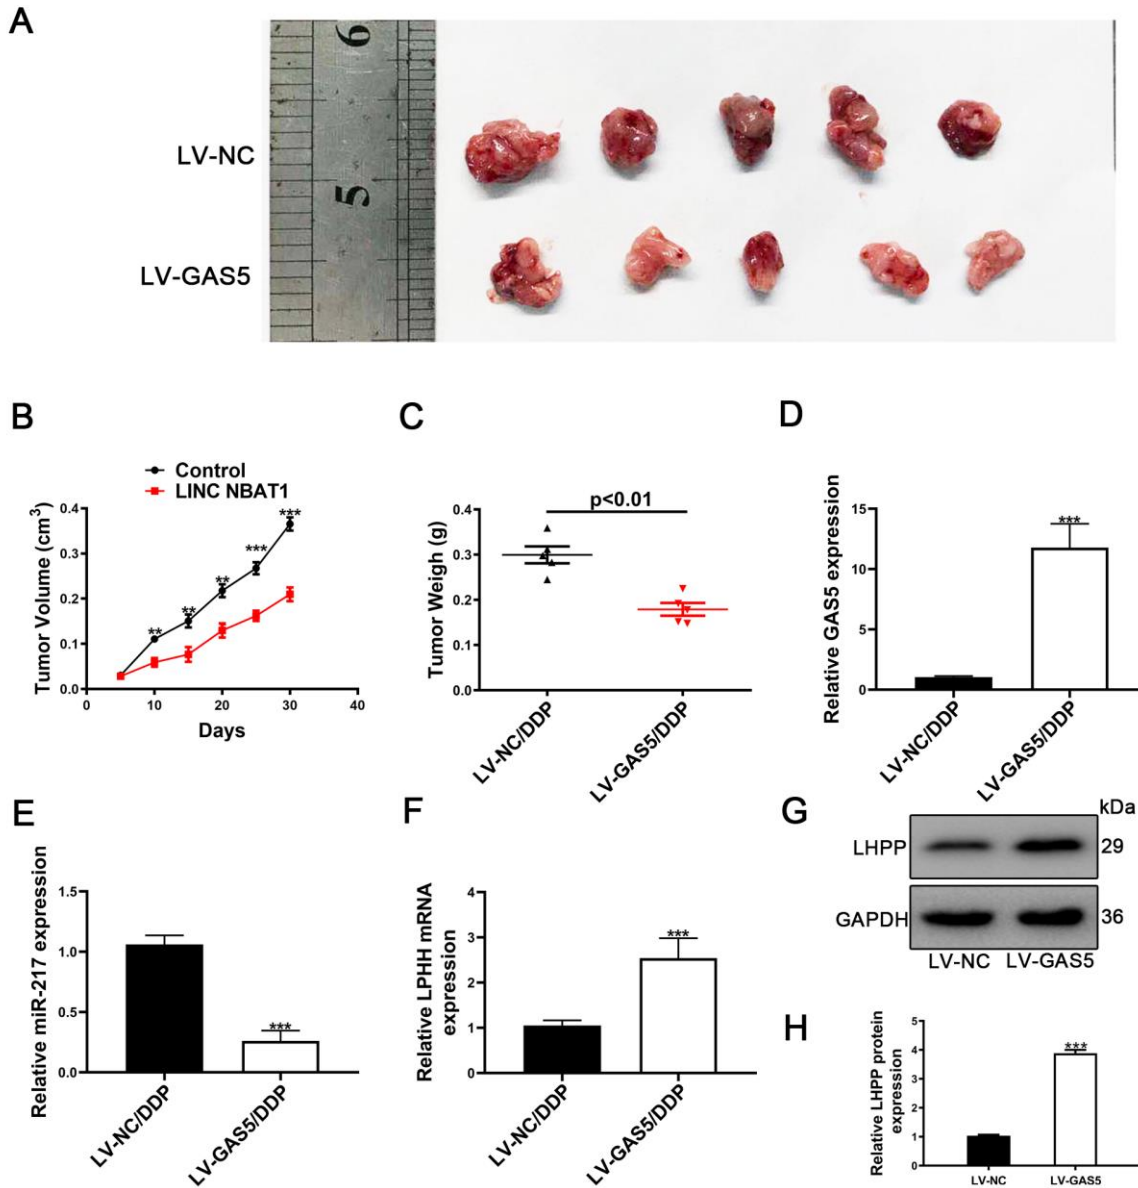 A
6
5
LV-NC
LV-GAS5
B
Control
LINC NBAT1
Tumor Volume (cm³)
0.4
0.3
0.2
0.1
0.0
**
**
**
***
***
0
10
20
30
40
Days
C
p<0.01
Tumor Weigh (g)
0.4
0.3
0.2
0.1
0.0
LV-NC/DDP
LV-GAS5/DDP
D
Relative GAS5 expression
15
10
5
0
***
LV-NC/DDP
LV-GAS5/DDP
E
Relative miR-217 expression
1.5
1.0
0.5
0.0
***
LV-NC/DDP
LV-GAS5/DDP
F
Relative LPHH mRNA
expression
4
3
2
1
0
***
LV-NC/DDP
LV-GAS5/DDP
G
kDa
LHPP
29
GAPDH
36
LV-NC LV-GAS5
H
Relative LHPP protein
expression
5
4
3
2
1
0
***
LV-NC
LV-GAS5